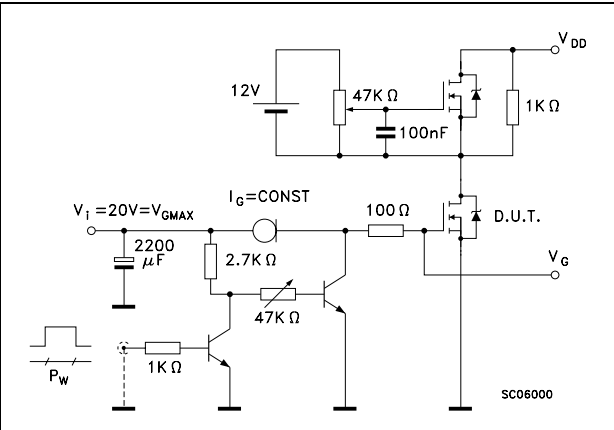 V_DD
12V
47K Ω
1K Ω
100nF
I_G=CONST
V_i =20V=V_GMAX
100 Ω
D.U.T.
2200
μF
2.7K Ω
V_G
47K Ω
1K Ω
P_W
SC06000